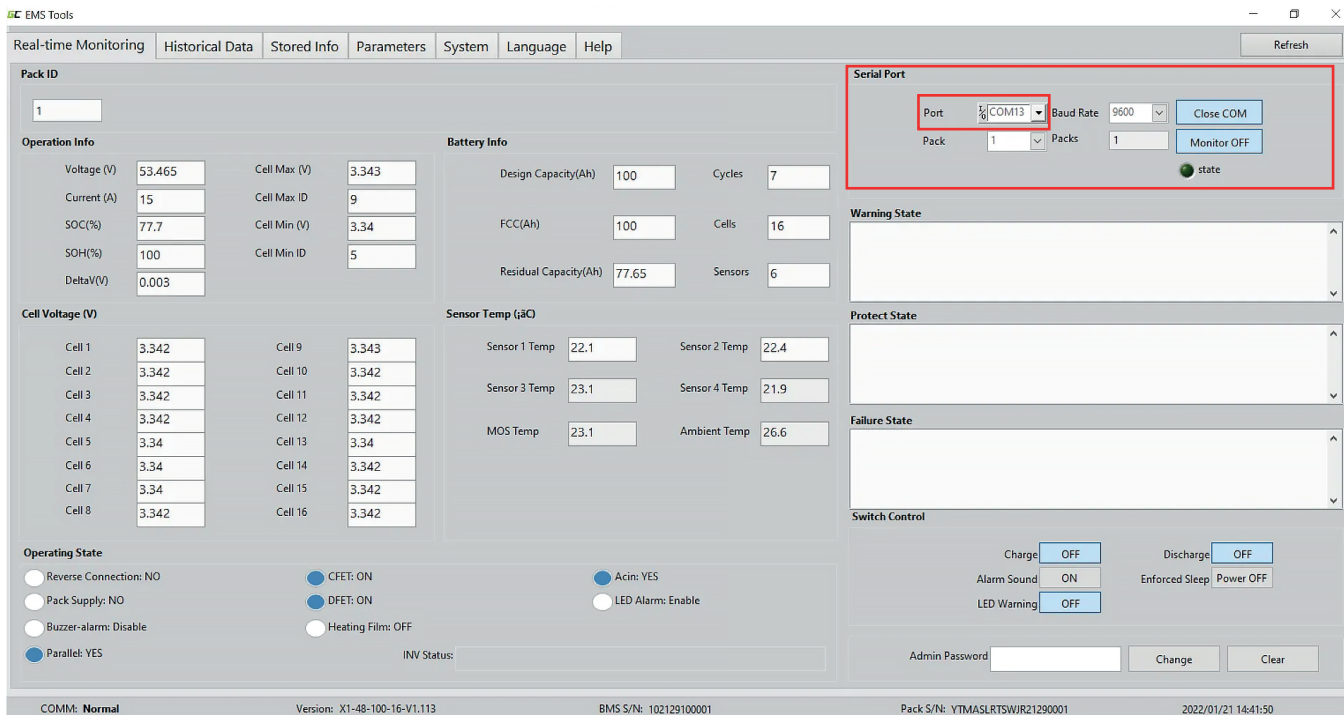 GC EMS Tools
Real-time Monitoring Historical Data Stored Info Parameters System Language Help Refresh
Pack ID
1
Operation Info
Voltage (V) 53.465 Cell Max (V) 3.343
Current (A) 15 Cell Max ID 9
SOC(%) 77.7 Cell Min (V) 3.34
SOH(%) 100 Cell Min ID 5
DeltaV(V) 0.003
Battery Info
Design Capacity(Ah) 100 Cycles 7
FCC(Ah) 100 Cells 16
Residual Capacity(Ah) 77.65 Sensors 6
Serial Port
Port I/O COM13 Baud Rate 9600 Close COM
Pack 1 Packs 1 Monitor OFF
state
Cell Voltage (V)
Cell 1 3.342 Cell 9 3.343
Cell 2 3.342 Cell 10 3.342
Cell 3 3.342 Cell 11 3.342
Cell 4 3.342 Cell 12 3.342
Cell 5 3.34 Cell 13 3.34
Cell 6 3.34 Cell 14 3.342
Cell 7 3.34 Cell 15 3.342
Cell 8 3.342 Cell 16 3.342
Sensor Temp (¡ãC)
Sensor 1 Temp 22.1 Sensor 2 Temp 22.4
Sensor 3 Temp 23.1 Sensor 4 Temp 21.9
MOS Temp 23.1 Ambient Temp 26.6
Warning State
Protect State
Failure State
Operating State
Reverse Connection: NO CFET: ON Acin: YES
Pack Supply: NO DFET: ON LED Alarm: Enable
Buzzer-alarm: Disable Heating Film: OFF
Parallel: YES INV Status:
Switch Control
Charge OFF Discharge OFF
Alarm Sound ON Enforced Sleep Power OFF
LED Warning OFF
Admin Password Change Clear
COMM: Normal Version: X1-48-100-16-V1.113 BMS S/N: 102129100001 Pack S/N: YTMASLRTSWJR21290001 2022/01/21 14:41:50